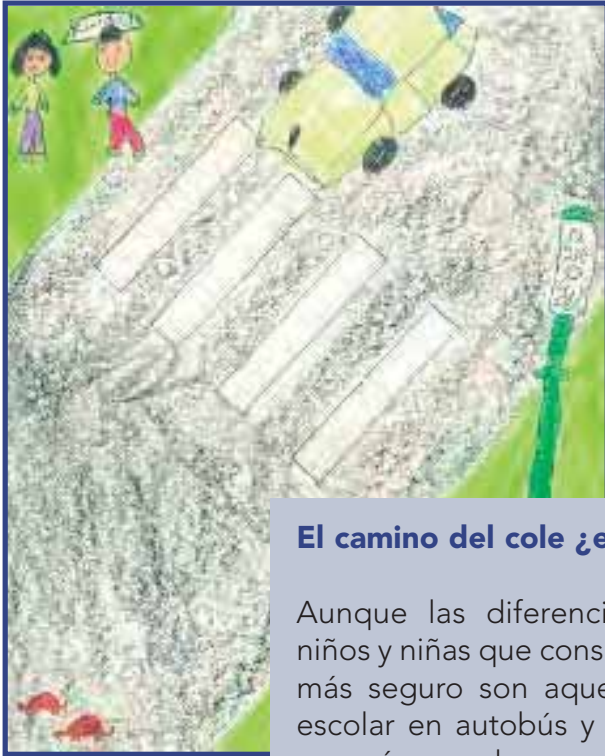 El camino del cole ¿e
Aunque las diferenci
niños y niñas que cons
más seguro son aque
escolar en autobús y